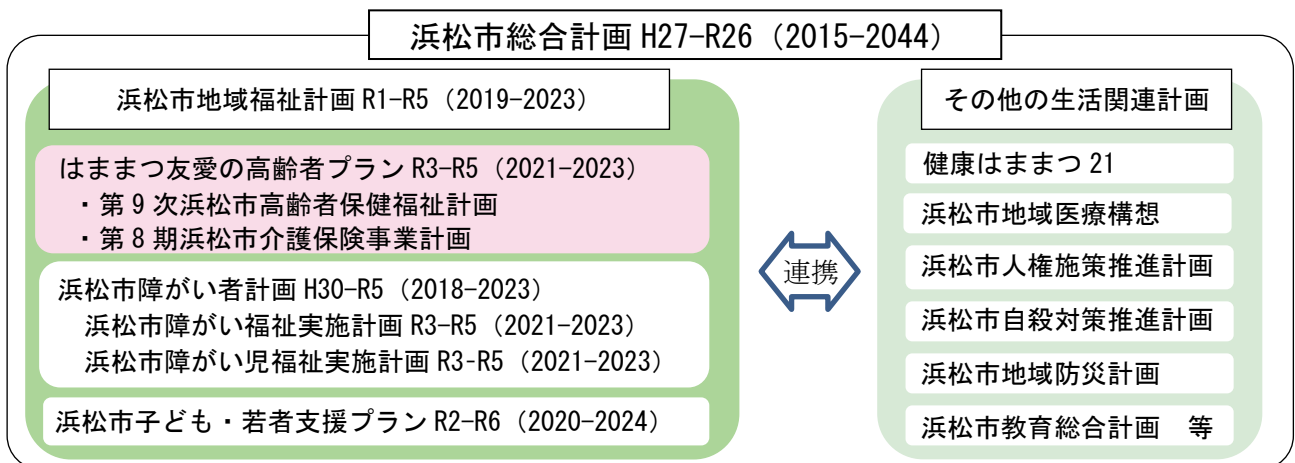 浜松市総合計画 H27-R26（2015-2044）
浜松市地域福祉計画 R1-R5（2019-2023）
はままつ友愛の高齢者プラン R3-R5（2021-2023）
・第 9 次浜松市高齢者保健福祉計画
・第 8 期浜松市介護保険事業計画
浜松市障がい者計画 H30-R5（2018-2023）
浜松市障がい福祉実施計画 R3-R5（2021-2023）
浜松市障がい児福祉実施計画 R3-R5（2021-2023）
浜松市子ども・若者支援プラン R2-R6（2020-2024）
連携
その他の生活関連計画
健康はままつ 21
浜松市地域医療構想
浜松市人権施策推進計画
浜松市自殺対策推進計画
浜松市地域防災計画
浜松市教育総合計画　等